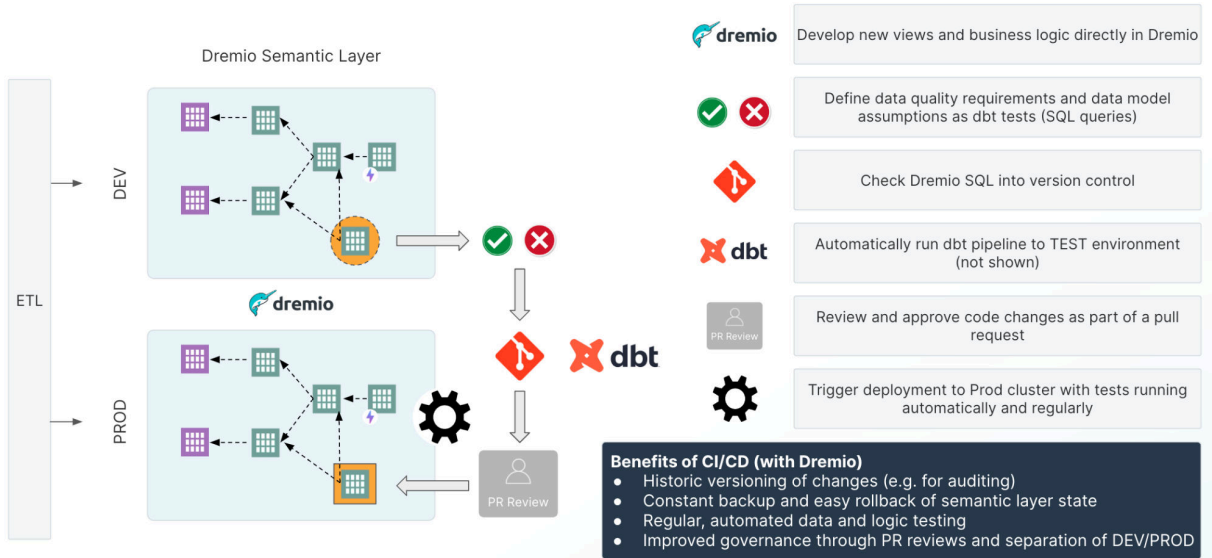 Dremio Semantic Layer
ETL
DEV
PROD
dremio
dbt
PR Review
dremio
Develop new views and business logic directly in Dremio
Define data quality requirements and data model
assumptions as dbt tests (SQL queries)
Check Dremio SQL into version control
dbt
Automatically run dbt pipeline to TEST environment
(not shown)
PR Review
Review and approve code changes as part of a pull
request
Trigger deployment to Prod cluster with tests running
automatically and regularly
Benefits of CI/CD (with Dremio)
● Historic versioning of changes (e.g. for auditing)
● Constant backup and easy rollback of semantic layer state
● Regular, automated data and logic testing
● Improved governance through PR reviews and separation of DEV/PROD